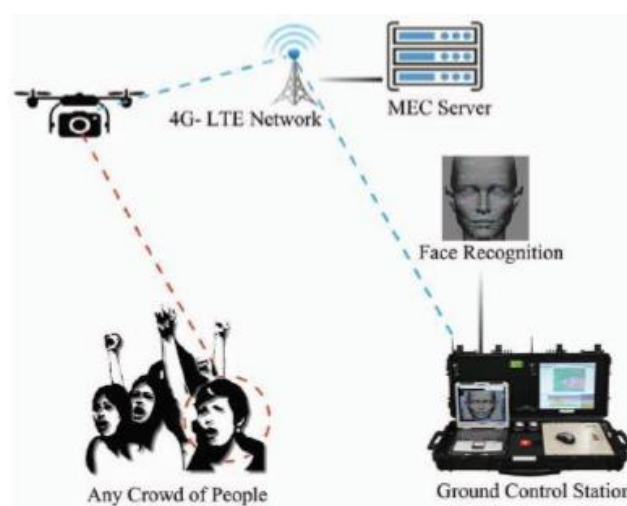 4G- LTE Network
MEC Server
Face Recognition
Any Crowd of People
Ground Control Station